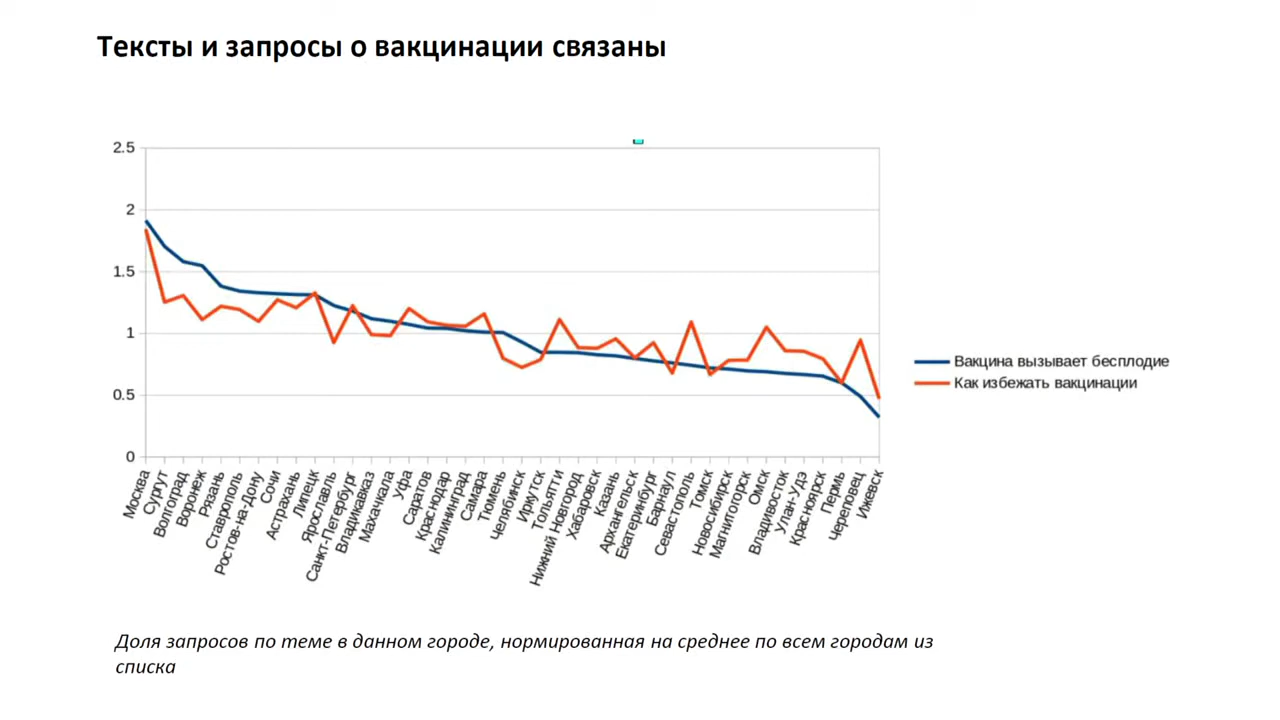 Тексты и запросы о вакцинации связаны
2.5
2
1.5
1
0.5
0
Вакцина вызывает бесплодие
Как избежать вакцинации
Москва
Сургут
Волгоград
Воронеж
Рязань
Ставрополь
Ростов-на-Дону
Сочи
Астрахань
Липецк
Ярославль
Санкт-Петербург
Владикавказ
Махачкала
Уфа
Саратов
Краснодар
Калининград
Самара
Тюмень
Челябинск
Иркутск
Тольятти
Нижний Новгород
Хабаровск
Казань
Архангельск
Екатеринбург
Барнаул
Севастополь
Томск
Новосибирск
Магнитогорск
Омск
Владивосток
Улан-Удэ
Красноярск
Пермь
Череповец
Ижевск
Доля запросов по теме в данном городе, нормированная на среднее по всем городам из
списка